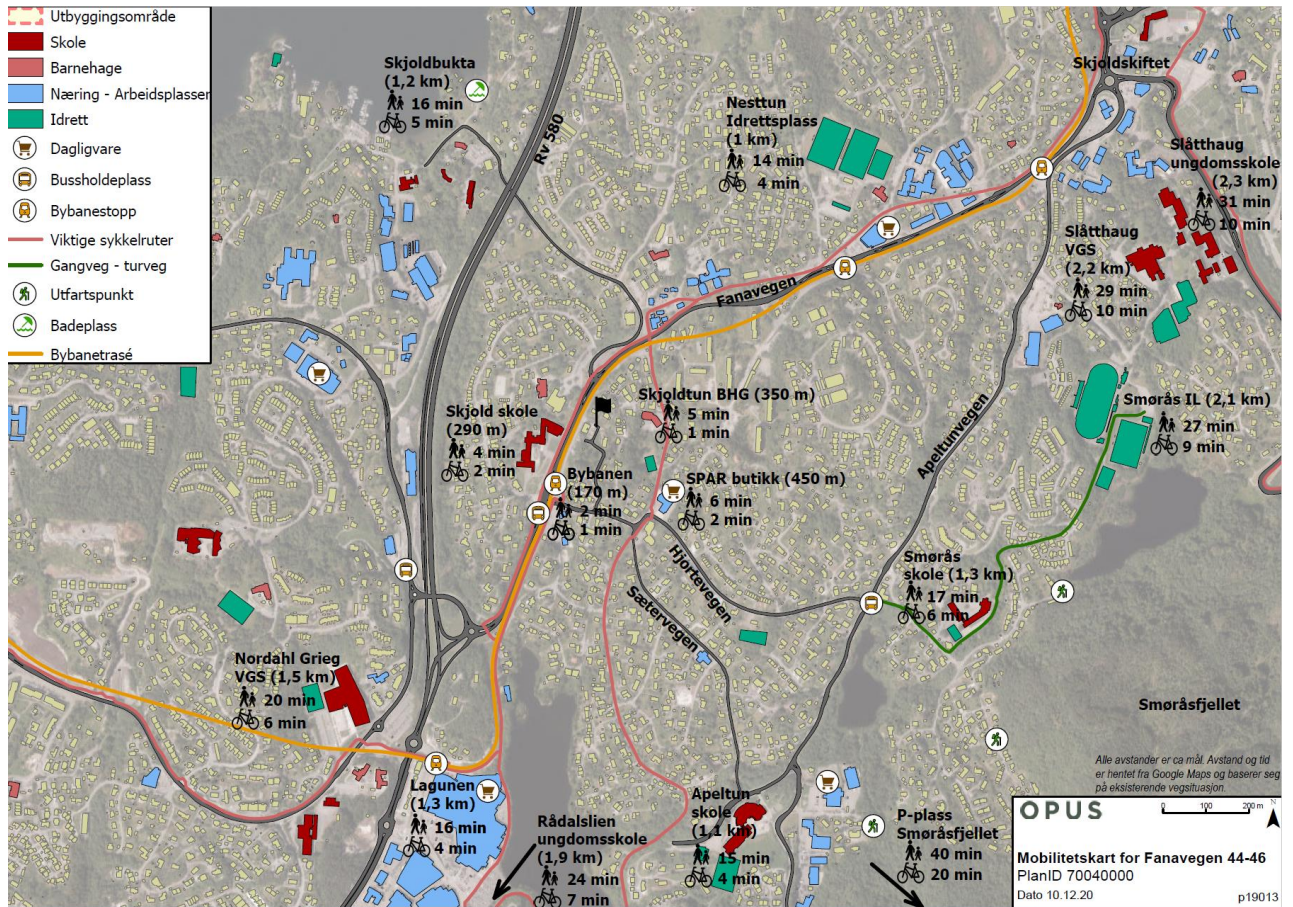 Utbyggingsområde
Skole
Barnehage
Næring - Arbeidsplasser
Idrett
Dagligvare
Bussholdeplass
Bybanestopp
Viktige sykkelruter
Gangveg - turveg
Utfartspunkt
Badeplass
Bybanetrasé
Skjoldbukta
(1,2 km)
16 min
5 min
Rv 580
Nesttun
Idrettsplass
(1 km)
14 min
4 min
Skjoldskiftet
Slåtthaug
ungdomsskole
(2,3 km)
31 min
10 min
Slåtthaug
VGS
(2,2 km)
29 min
10 min
Fanavegen
Apeltunvegen
Smørås IL (2,1 km)
27 min
9 min
Skjoldtun BHG (350 m)
5 min
1 min
Skjold skole
(290 m)
4 min
2 min
Bybanen
(170 m)
2 min
1 min
SPAR butikk (450 m)
6 min
2 min
Hjortevegen
Sætervegen
Smørås
skole (1,3 km)
17 min
6 min
Nordahl Grieg
VGS (1,5 km)
20 min
6 min
Smøråsfjellet
Lagunen
(1,3 km)
16 min
4 min
Rådalslien
ungdomsskole
(1,9 km)
24 min
7 min
Apeltun
skole
(1,1 km)
15 min
4 min
P-plass
Smøråsfjellet
40 min
20 min
Alle avstander er ca mål. Avstand og tid
er hentet fra Google Maps og baserer seg
på eksisterende vegsituasjon.
OPUS
0 100 200 m N
Mobilitetskart for Fanavegen 44-46
PlanID 70040000
Dato 10.12.20
p19013